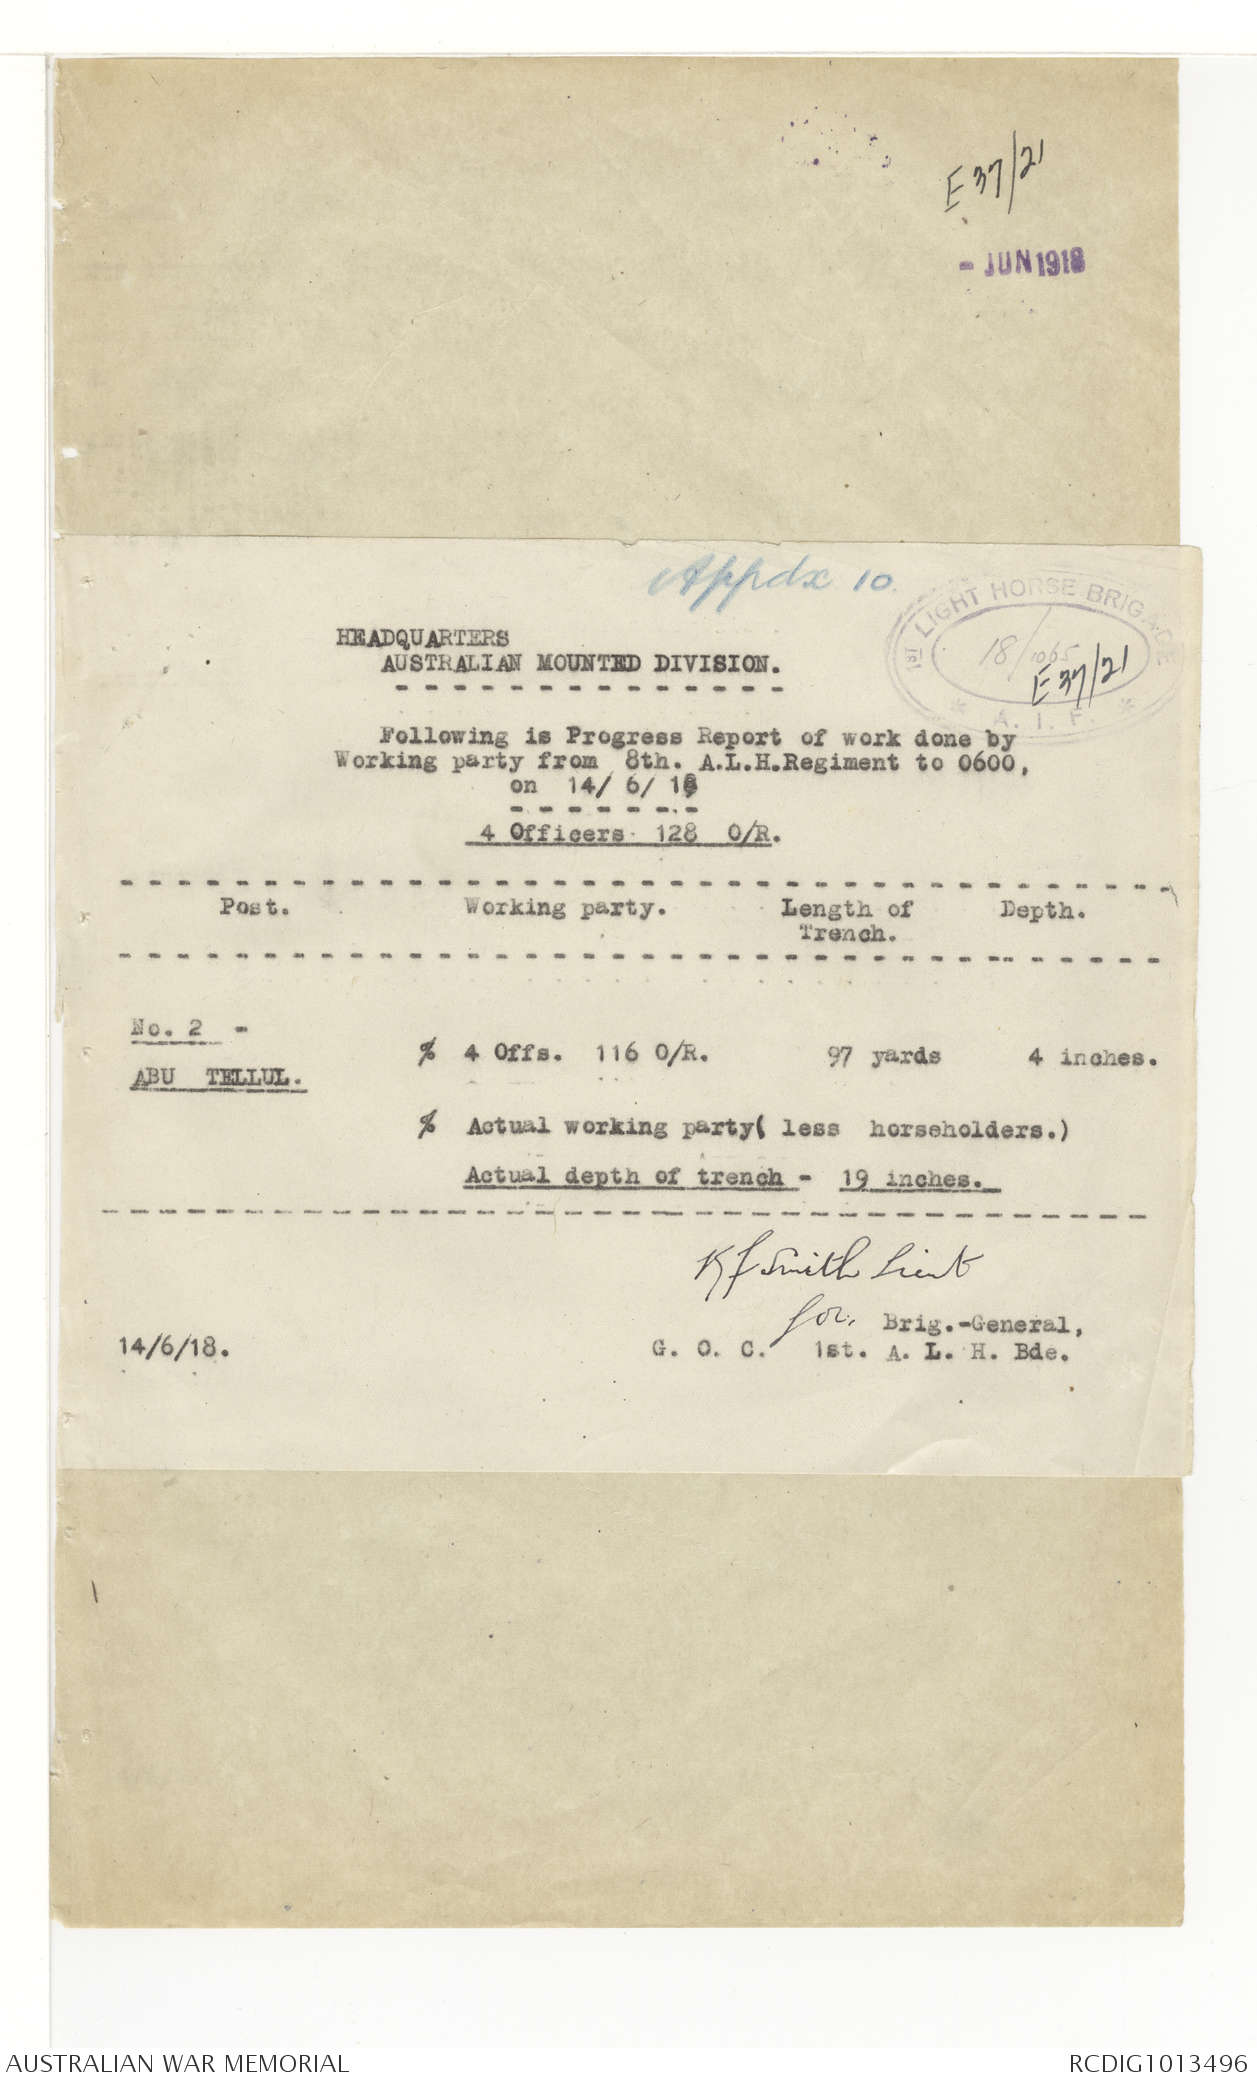 E 37/21
- JUN 1918
Appdx 10.
1ST LIGHT HORSE BRIGADE
18/1065
E 37/21
* A. I. F. *
HEADQUARTERS
AUSTRALIAN MOUNTED DIVISION.
- - - - - - - - - - - - - -
Following is Progress Report of work done by
Working party from 8th. A.L.H.Regiment to 0600,
on 14/ 6/ 18
- - - - - - -
4 Officers 128 O/R.
Post. Working party. Length of Depth.
Trench.
No. 2 -
% 4 Offs. 116 O/R. 97 yards 4 inches.
ABU TELLUL.
% Actual working party( less horseholders.)
Actual depth of trench - 19 inches.
Kf Smith Lieut
for. Brig.-General,
14/6/18. G. O. C. 1st. A. L. H. Bde.
AUSTRALIAN WAR MEMORIAL RCDIG1013496